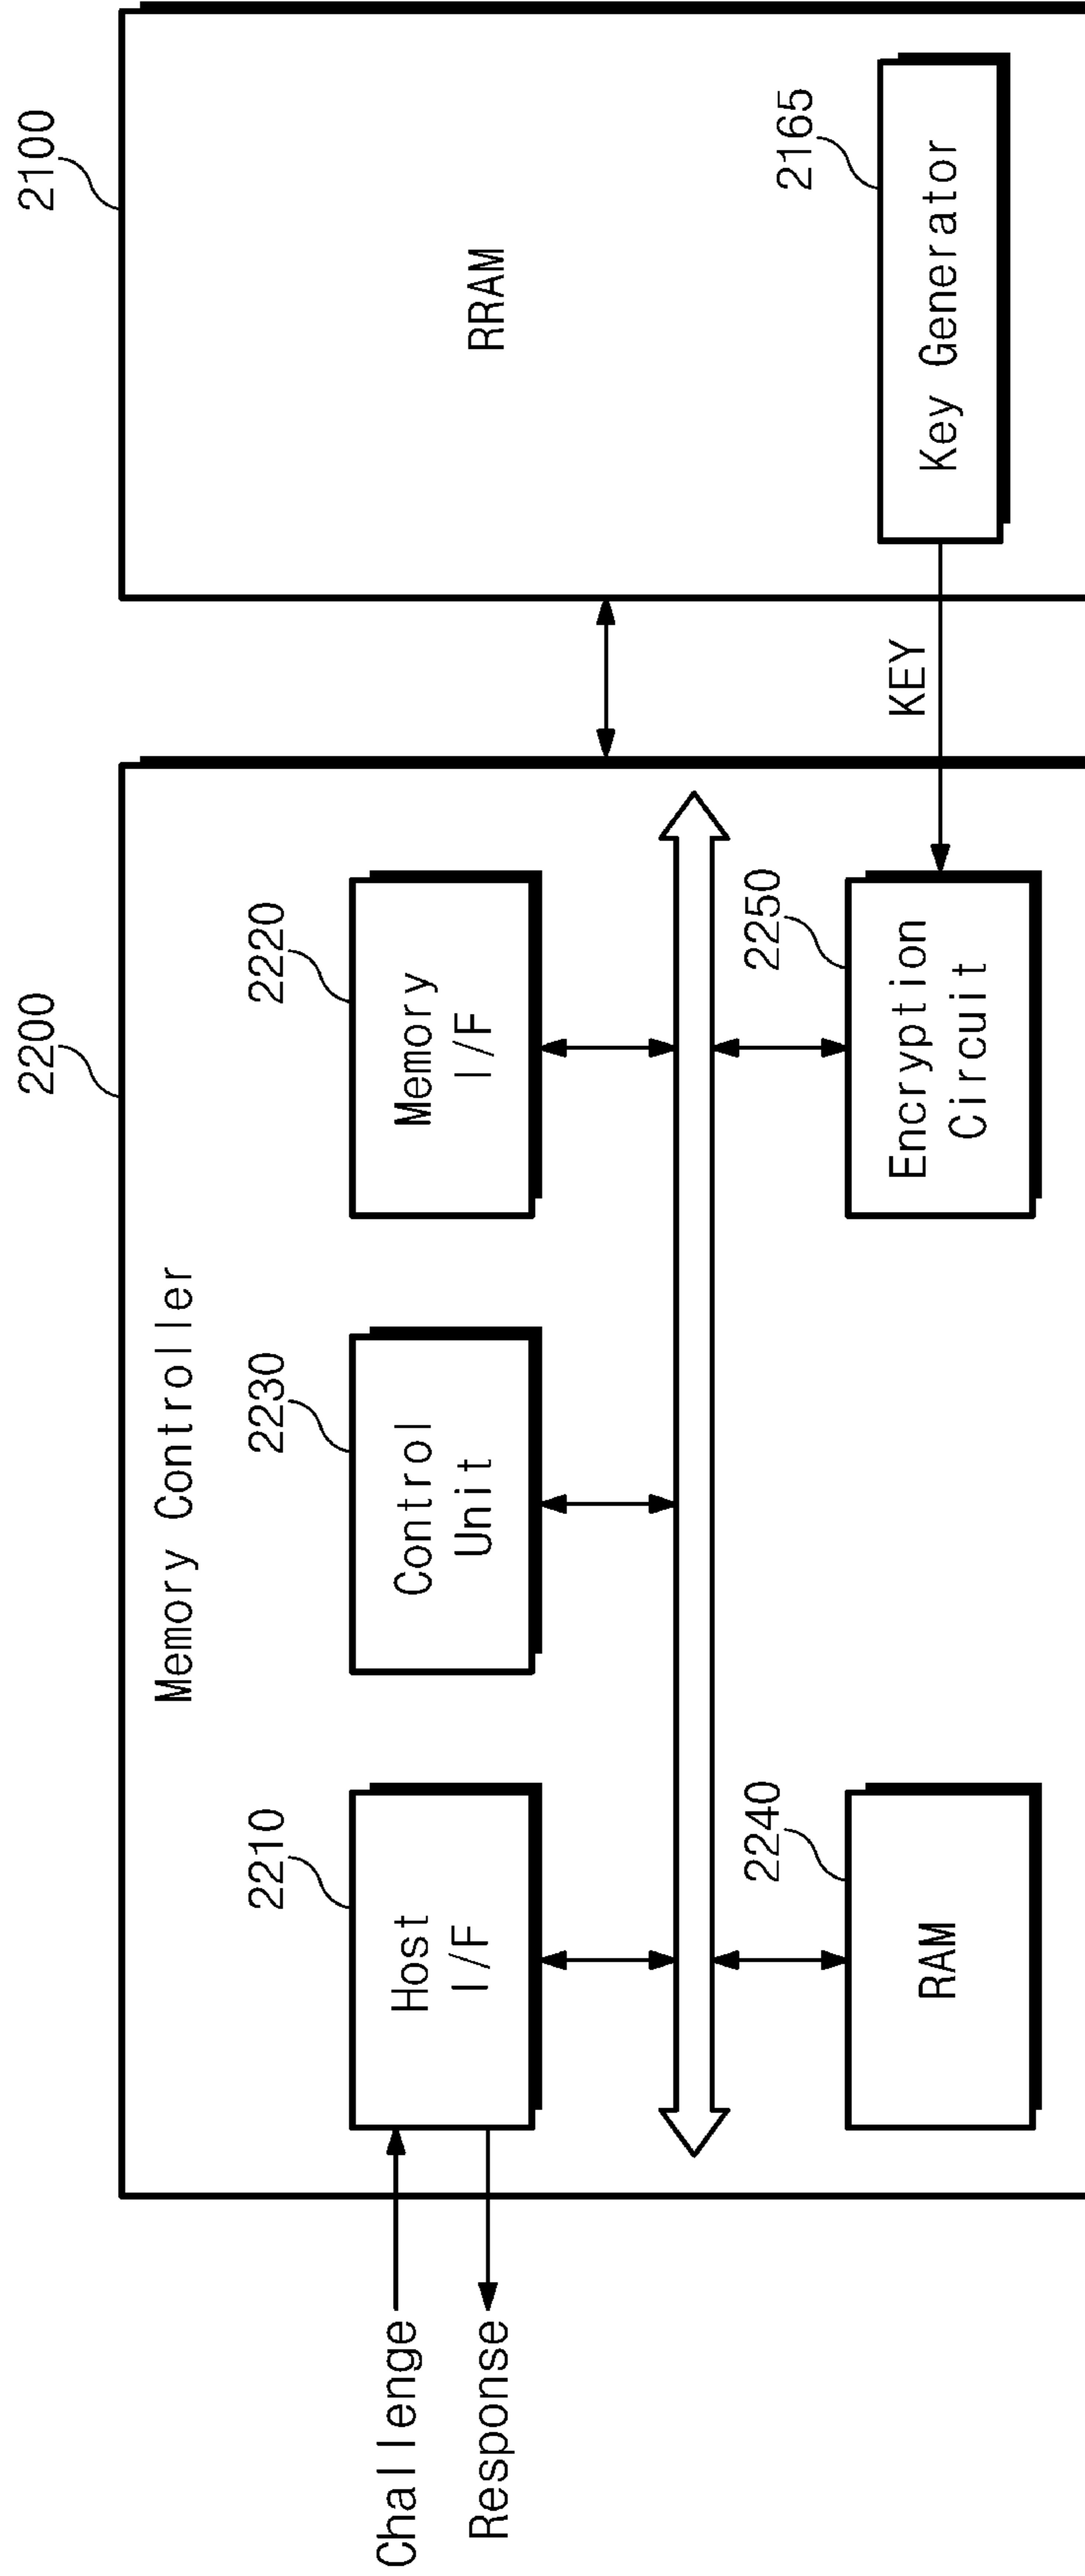 2200
2100
Memory Controller
2210
2230
2220
Challenge
Response
Host
I/F
Control
Unit
Memory
I/F
RRAM
2240
2250
2165
RAM
Encryption
Circuit
KEY
Key Generator